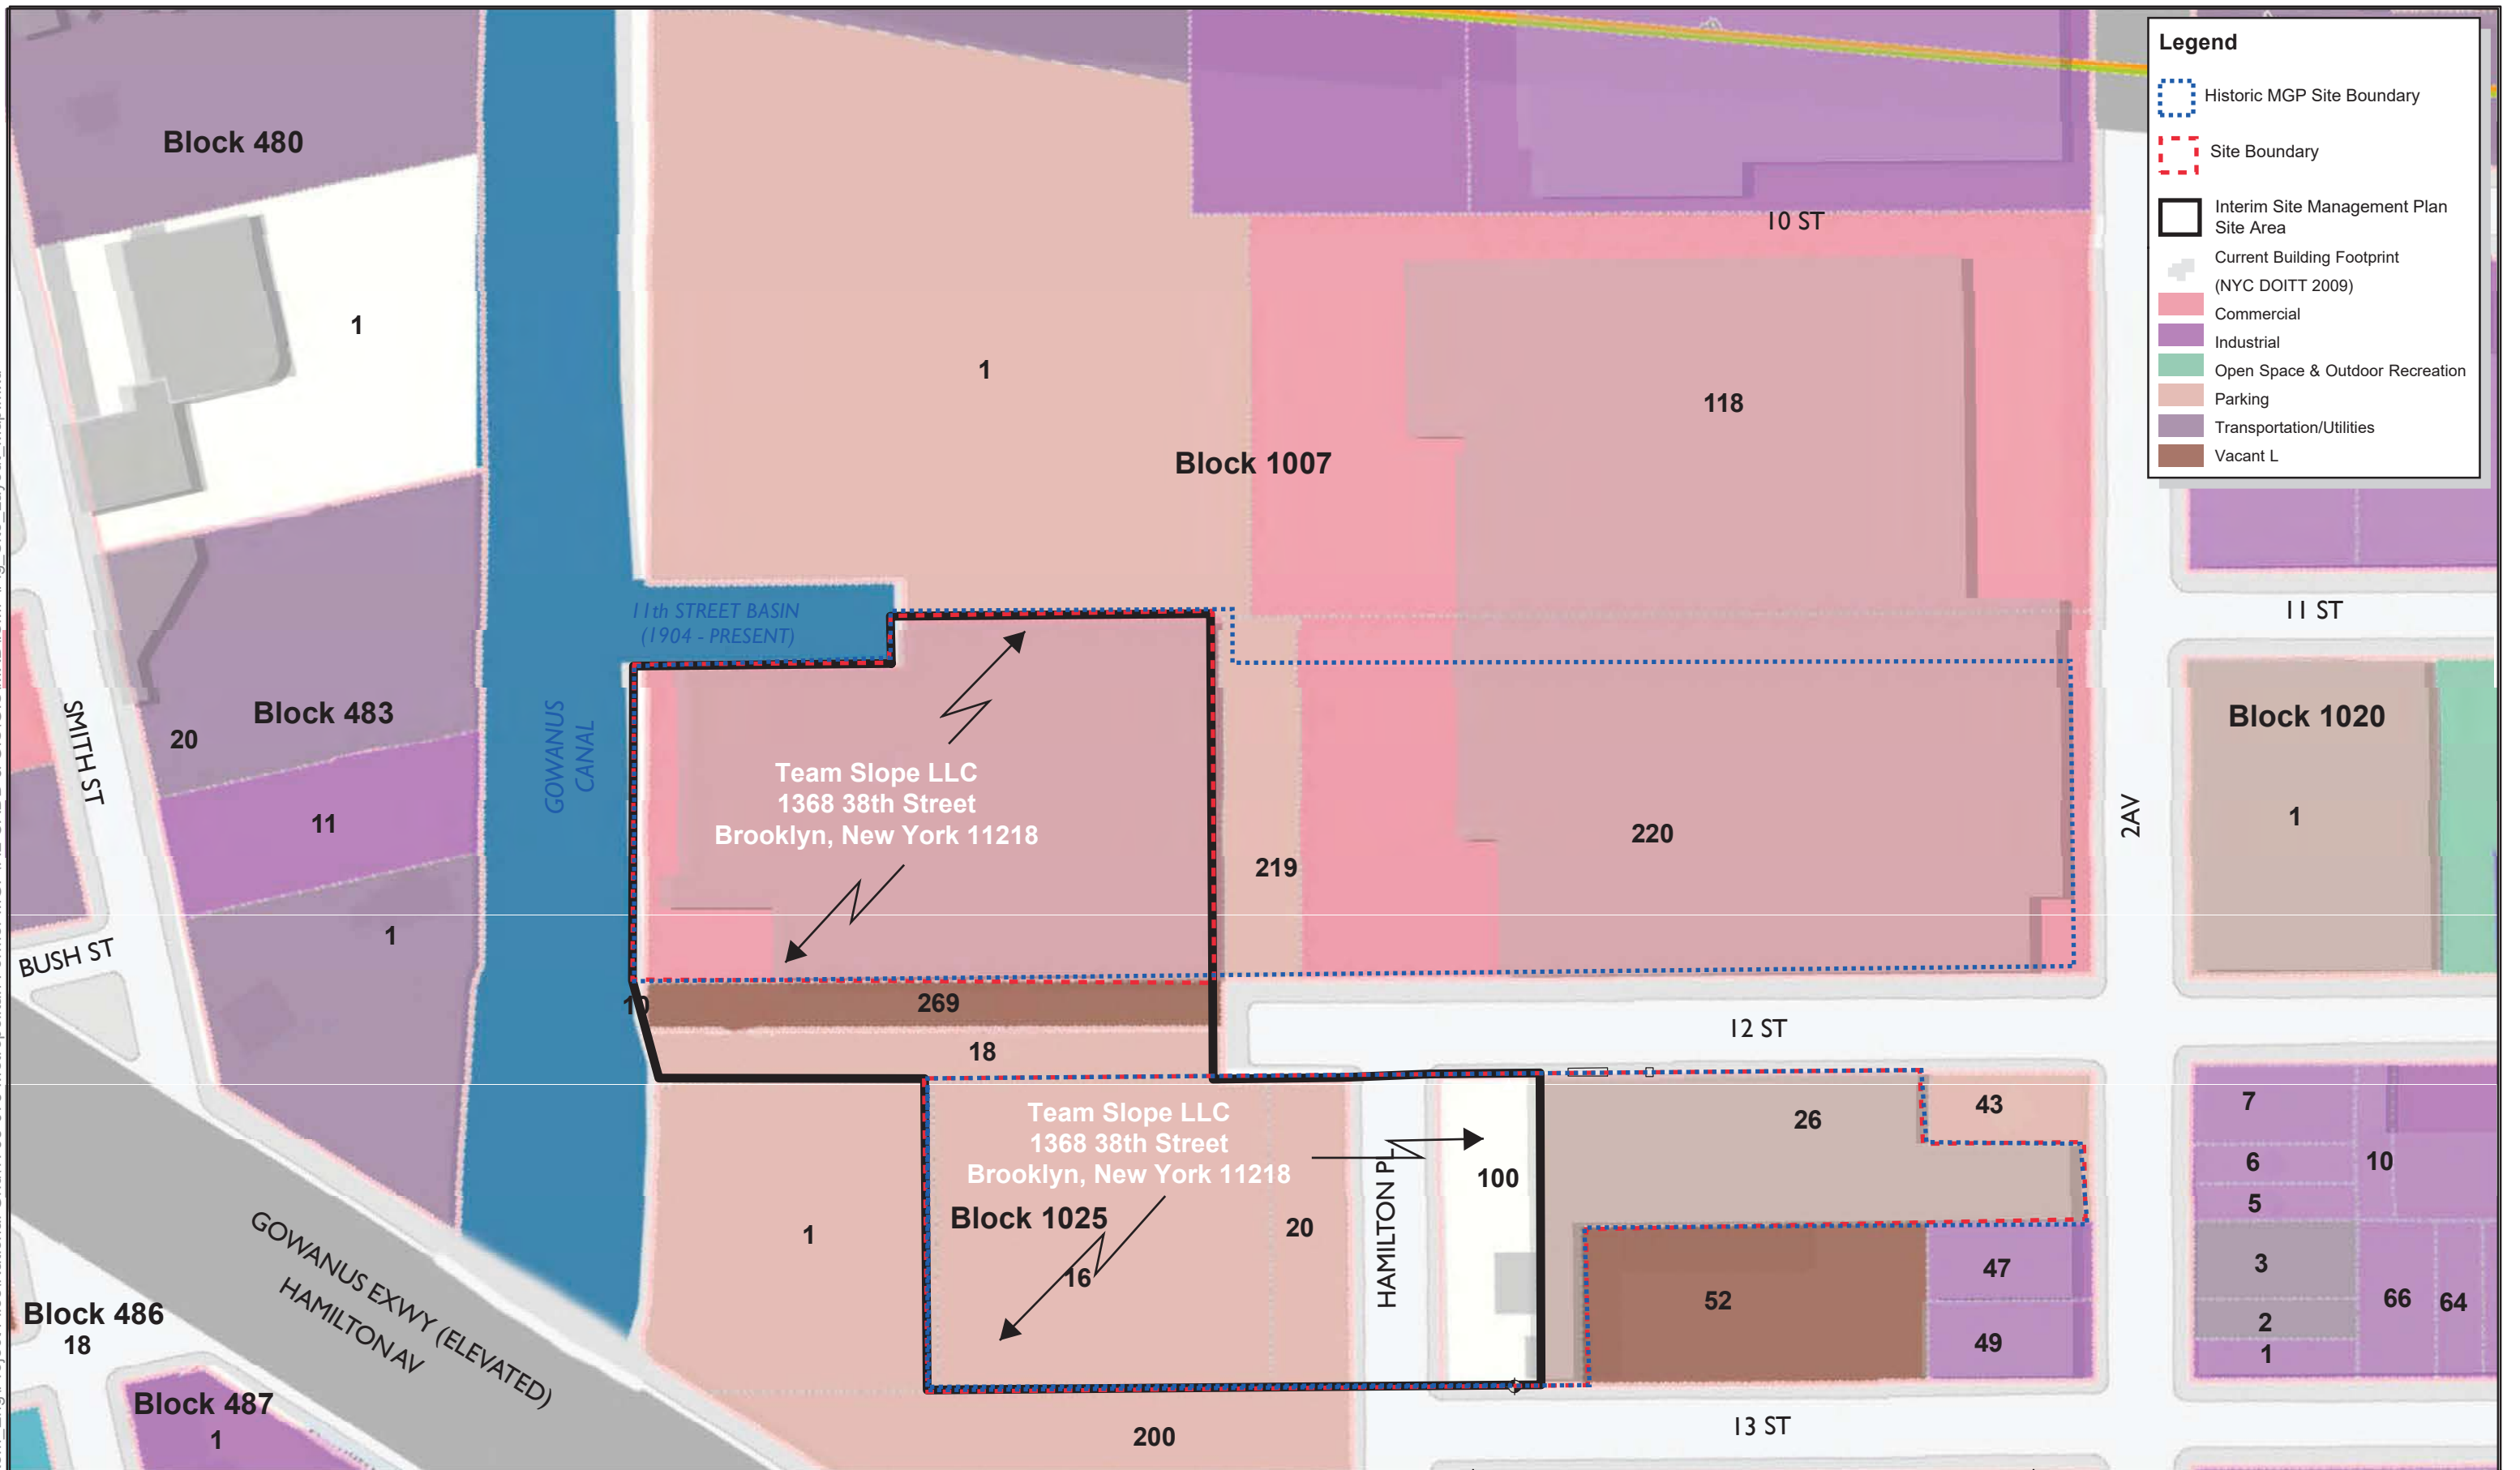 Legend
Historic MGP Site Boundary
Site Boundary
Interim Site Management Plan
Site Area
Current Building Footprint
(NYC DOITT 2009)
Commercial
Industrial
Open Space & Outdoor Recreation
Parking
Transportation/Utilities
Vacant L
Block 480
1
10 ST
1
118
Block 1007
11th STREET BASIN
(1904 - PRESENT)
11 ST
SMITH ST
Block 483
20
11
1
BUSH ST
GOWANUS
CANAL
Team Slope LLC
1368 38th Street
Brooklyn, New York 11218
219
220
2AV
Block 1020
1
10
269
18
12 ST
Team Slope LLC
1368 38th Street
Brooklyn, New York 11218
Block 1025
1
16
20
HAMILTON PL
100
26
43
52
47
49
7
6
5
10
3
2
1
66
64
GOWANUS EXWY (ELEVATED)
HAMILTON AV
Block 486
18
Block 487
1
200
13 ST